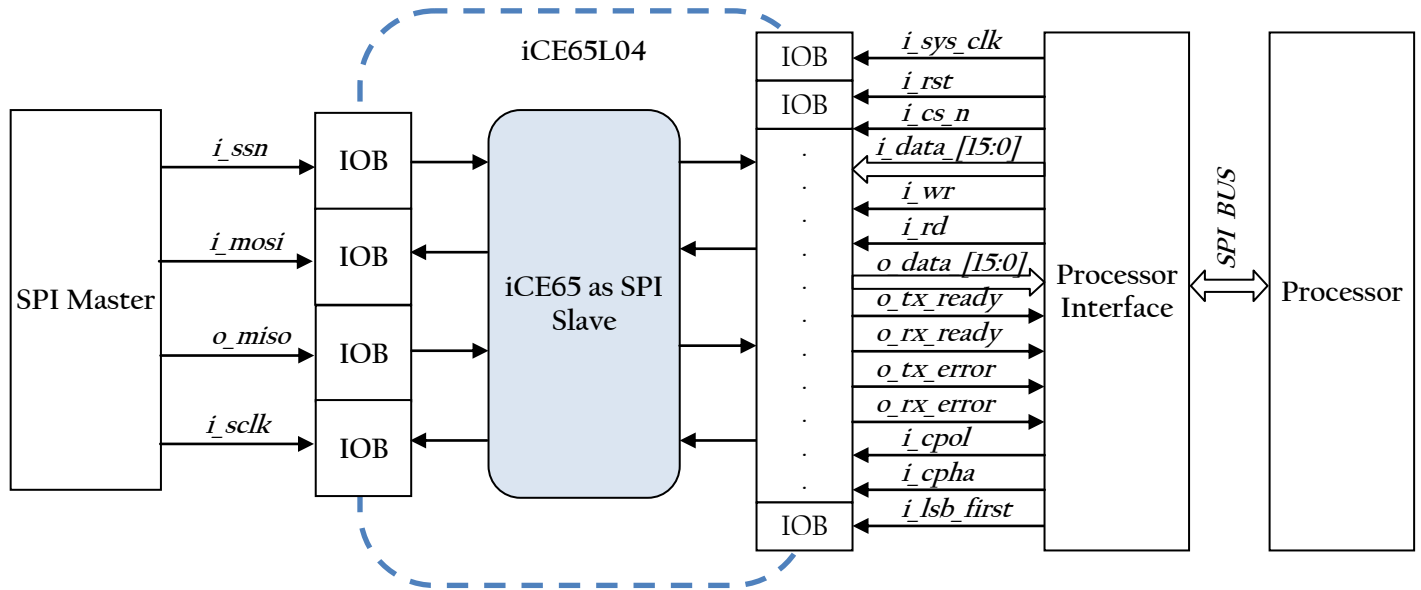 iCE65L04
SPI Master
i_ssn
i_mosi
o_miso
i_sclk
IOB
IOB
IOB
IOB
iCE65 as SPI
Slave
IOB
IOB
IOB
i_sys_clk
i_rst
i_cs_n
i_data_[15:0]
i_wr
i_rd
o_data_[15:0]
o_tx_ready
o_rx_ready
o_tx_error
o_rx_error
i_cpol
i_cpha
i_lsb_first
Processor
Interface
SPI BUS
Processor